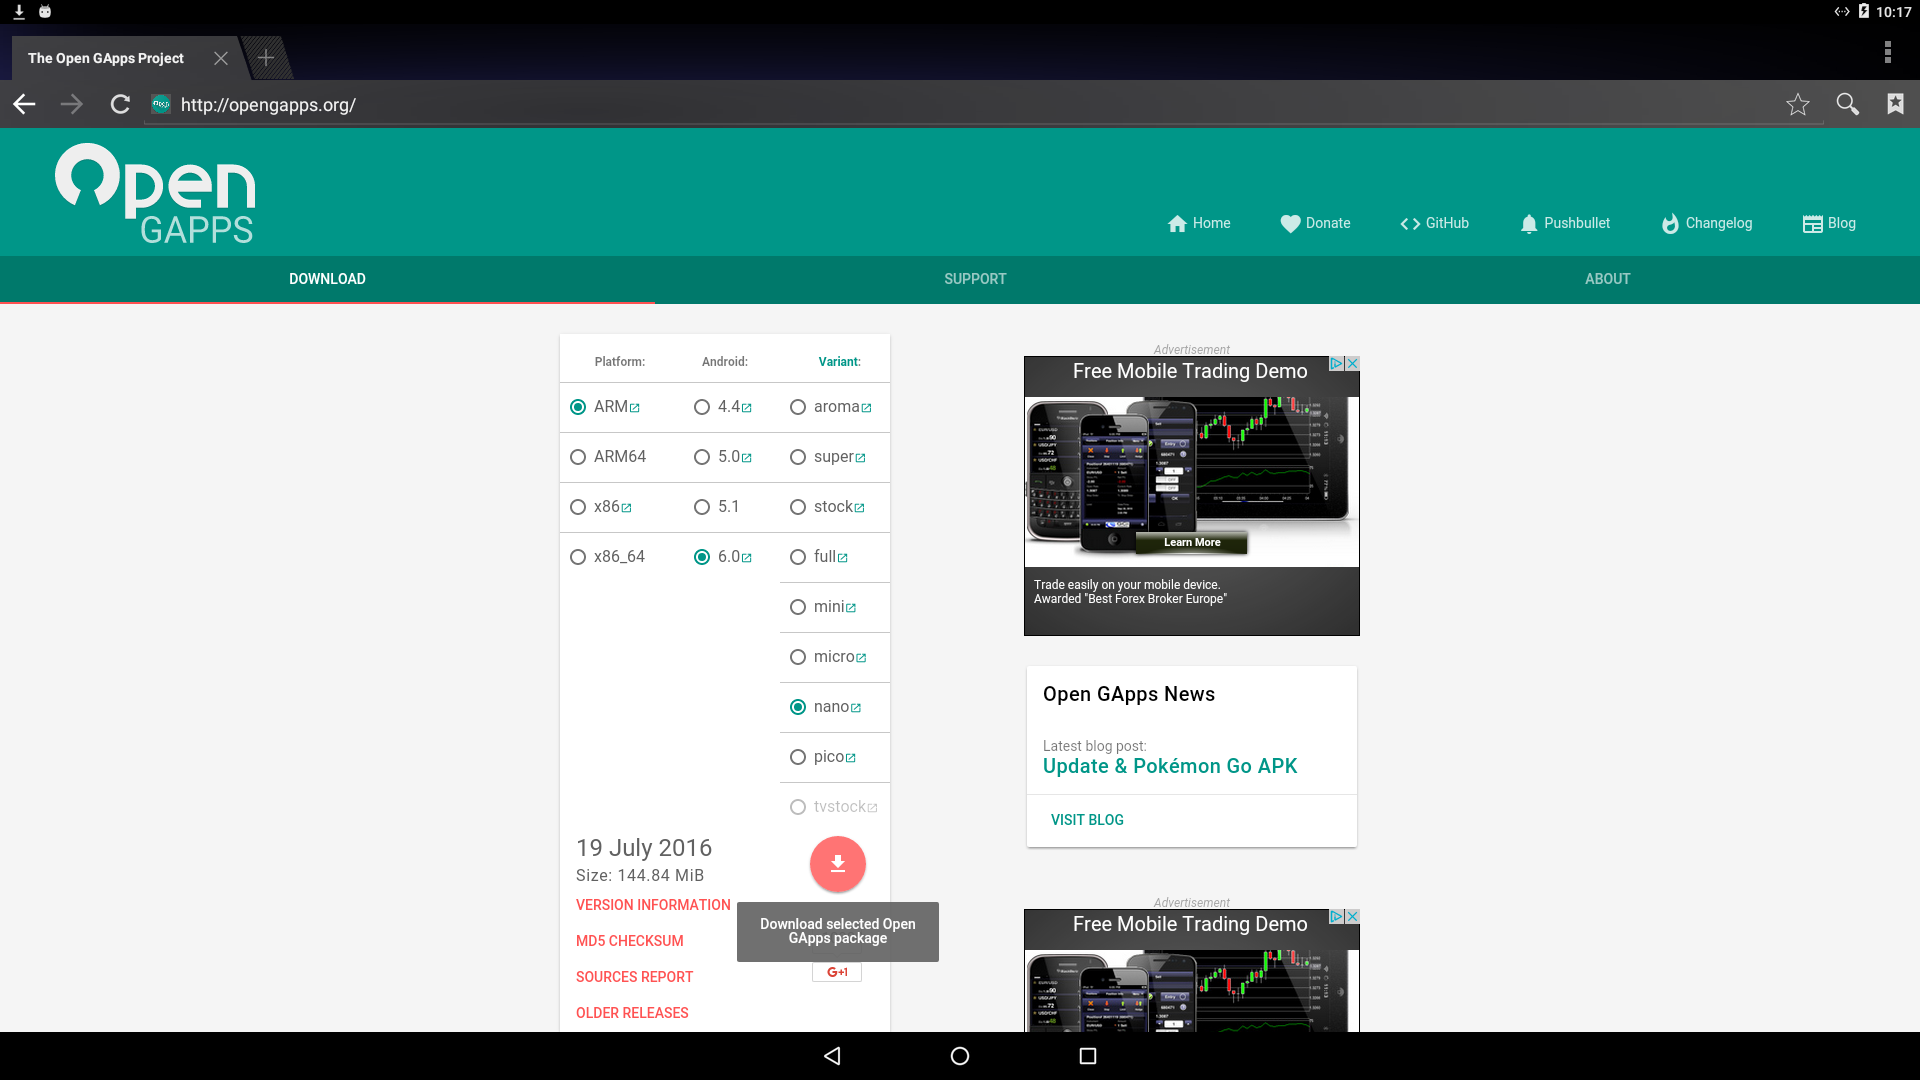 10:17
The Open GApps Project
http://opengapps.org/
Open
GAPPS
Home
Donate
GitHub
Pushbullet
Changelog
Blog
DOWNLOAD
SUPPORT
ABOUT
Platform:
Android:
Variant:
ARM
4.4
aroma
ARM64
5.0
super
x86
5.1
stock
x86_64
6.0
full
mini
micro
nano
pico
tvstock
19 July 2016
Size: 144.84 MiB
VERSION INFORMATION
MD5 CHECKSUM
SOURCES REPORT
OLDER RELEASES
Download selected Open
GApps package
G+1
Advertisement
Free Mobile Trading Demo
Learn More
Trade easily on your mobile device.
Awarded "Best Forex Broker Europe"
Open GApps News
Latest blog post:
Update & Pokémon Go APK
VISIT BLOG
Advertisement
Free Mobile Trading Demo